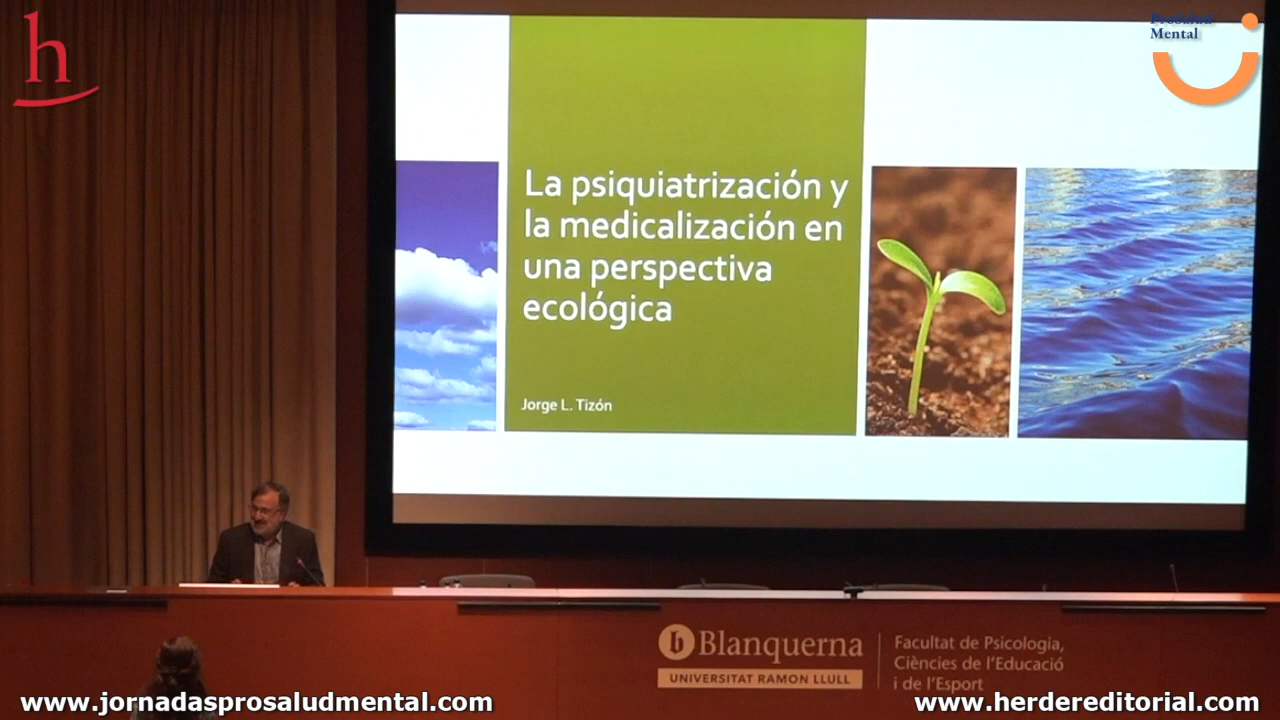 h
ProSalud
Mental
La psiquiatrización y
la medicalización en
una perspectiva
ecológica
Jorge L. Tizón
b Blanquerna
UNIVERSITAT RAMON LLULL
Facultat de Psicologia,
Ciències de l'Educació
i de l'Esport
www.jornadasprosaludmental.com
www.herdereditorial.com